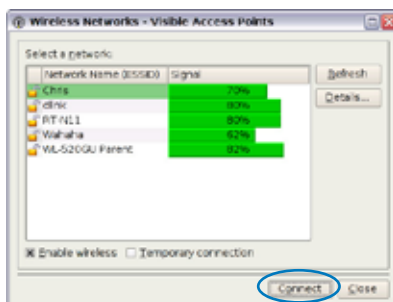 Wireless Networks - Visible Access Points
Select a network:
Network Name (ESSID) Signal
Refresh
Chris 70%
Details...
dlink 80%
RT-N11 80%
Wahaha 62%
WL-520GU Parent 82%
Enable wireless Temporary connection
Connect Close